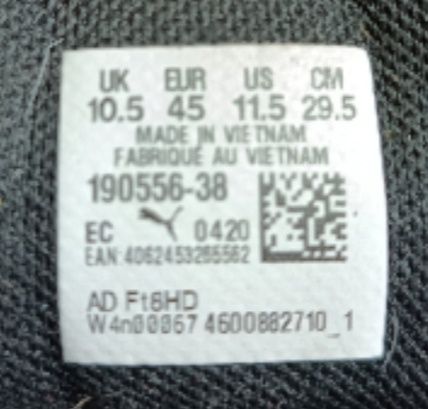 UK EUR US CM
10.5 45 11.5 29.5
MADE IN VIETNAM
FABRIQUÉ AU VIETNAM
190556-38
EC 0420
EAN: 4062453265562
AD Ft6HD
W4n00067 4600882710_1